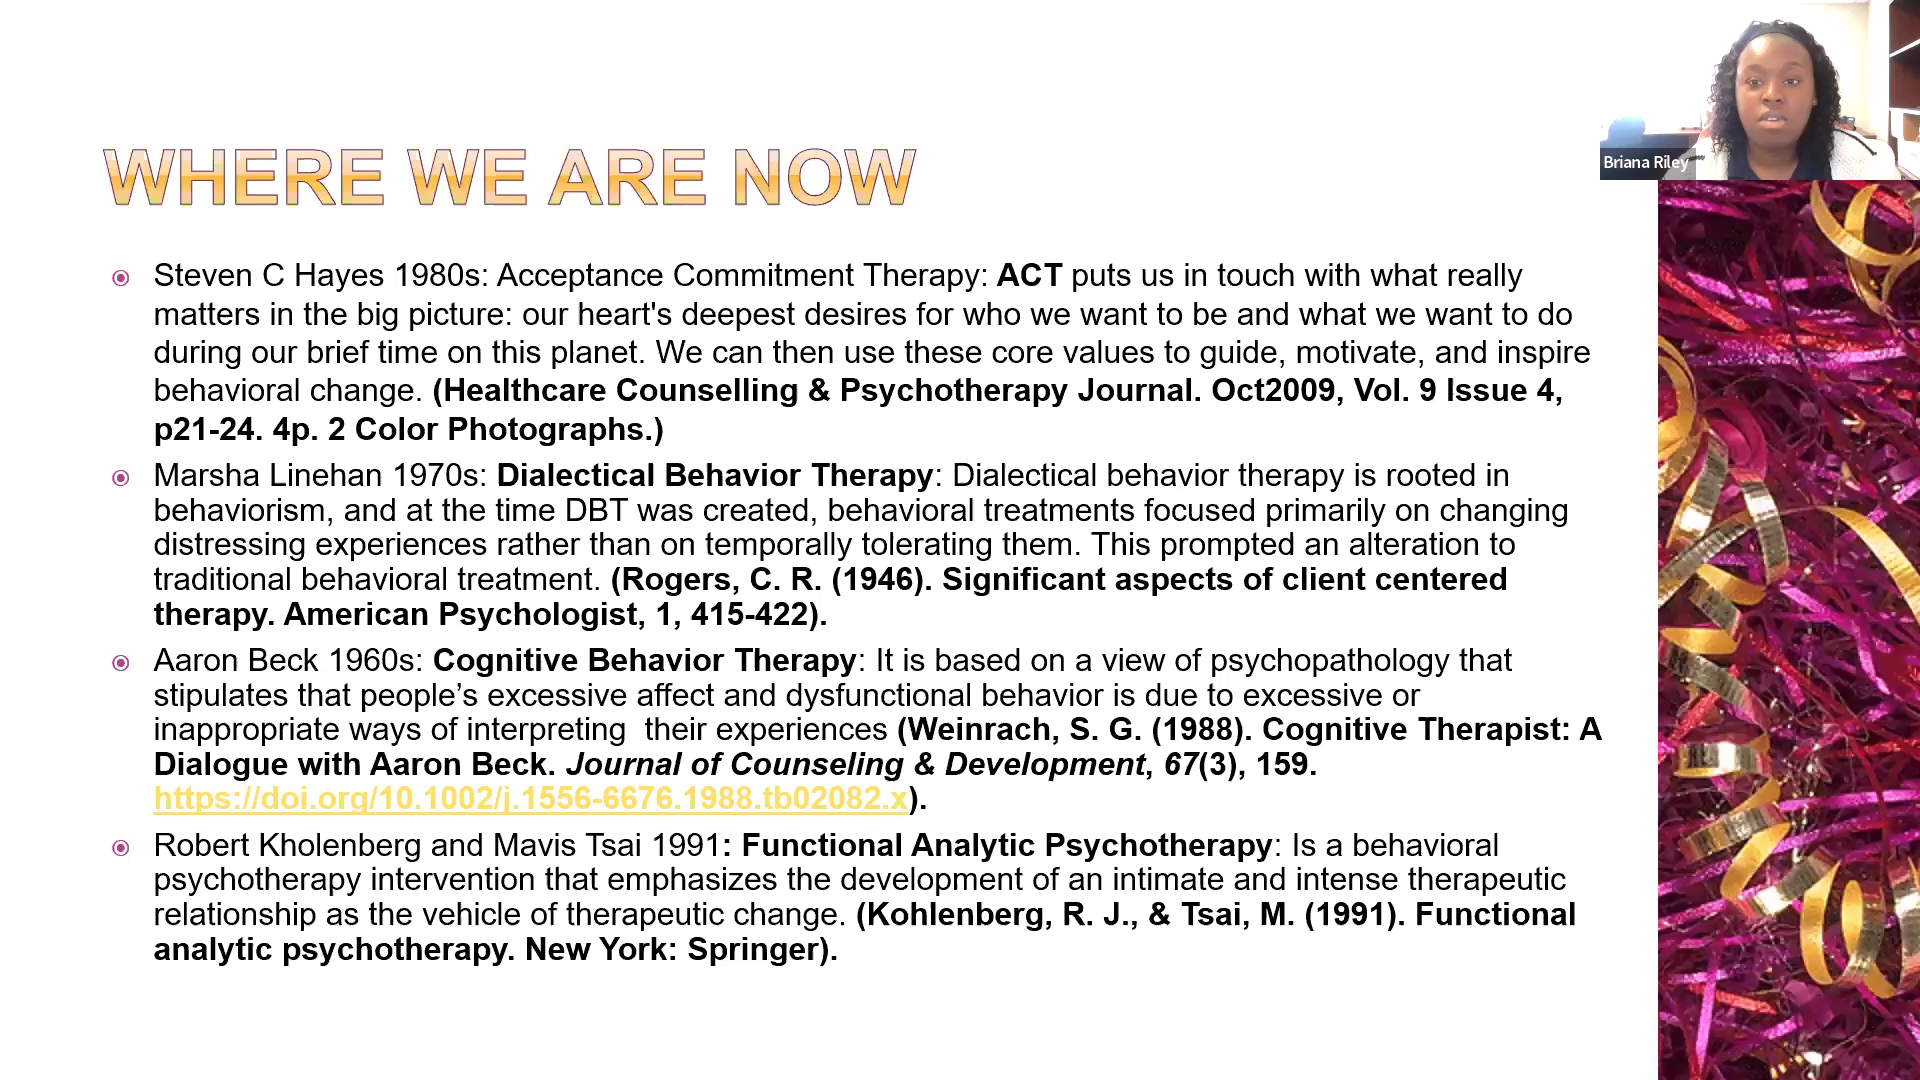 Briana Riley
WHERE WE ARE NOW
Steven C Hayes 1980s: Acceptance Commitment Therapy: ACT puts us in touch with what really
matters in the big picture: our heart's deepest desires for who we want to be and what we want to do
during our brief time on this planet. We can then use these core values to guide, motivate, and inspire
behavioral change. (Healthcare Counselling & Psychotherapy Journal. Oct2009, Vol. 9 Issue 4,
p21-24. 4p. 2 Color Photographs.)
Marsha Linehan 1970s: Dialectical Behavior Therapy: Dialectical behavior therapy is rooted in
behaviorism, and at the time DBT was created, behavioral treatments focused primarily on changing
distressing experiences rather than on temporally tolerating them. This prompted an alteration to
traditional behavioral treatment. (Rogers, C. R. (1946). Significant aspects of client centered
therapy. American Psychologist, 1, 415-422).
Aaron Beck 1960s: Cognitive Behavior Therapy: It is based on a view of psychopathology that
stipulates that people’s excessive affect and dysfunctional behavior is due to excessive or
inappropriate ways of interpreting  their experiences (Weinrach, S. G. (1988). Cognitive Therapist: A
Dialogue with Aaron Beck. Journal of Counseling & Development, 67(3), 159.
https://doi.org/10.1002/j.1556-6676.1988.tb02082.x).
Robert Kholenberg and Mavis Tsai 1991: Functional Analytic Psychotherapy: Is a behavioral
psychotherapy intervention that emphasizes the development of an intimate and intense therapeutic
relationship as the vehicle of therapeutic change. (Kohlenberg, R. J., & Tsai, M. (1991). Functional
analytic psychotherapy. New York: Springer).